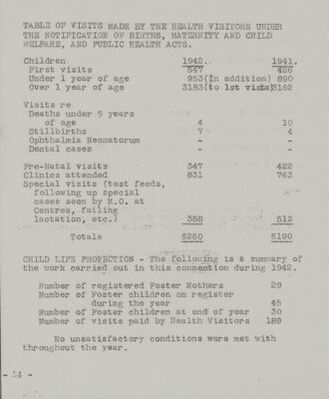 TABLE OF VISITS MADE BY THE HEALTH VISITORS UNDER
THE NOTIFICATION OF BIRTHS, MATERNITY AND CHILD
WELFARE, AND PUBLIC HEALTH ACTS.
Children 1942. 1941.
First visits 547 426
Under 1 year of age 953(In addition) 890
Over 1 year of age 3183(to 1st visits)3162
Visits re
Deaths under 5 years
of age 4 10
Stillbirths 7 4
Ophthalmia Neonatorum - -
Dental cases - -
Pre-Natal visits 347 422
Clinics attended 831 763
Special visits (test feeds,
following up special
cases seen by M.O. at
Centres, failing
lactation, etc.) 388 513
Totals 6260 6190
CHILD LIFE PROTECTION - The following is a summary of
the work carried out in this connection during 1942.
Number of registered Foster Mothers 29
Number of Foster children on register
during the year 45
Number of Foster children at end of year 30
Number of visits paid by Health Visitors 189
No unsatisfactory conditions were met with
throughout the year.
- 14 -